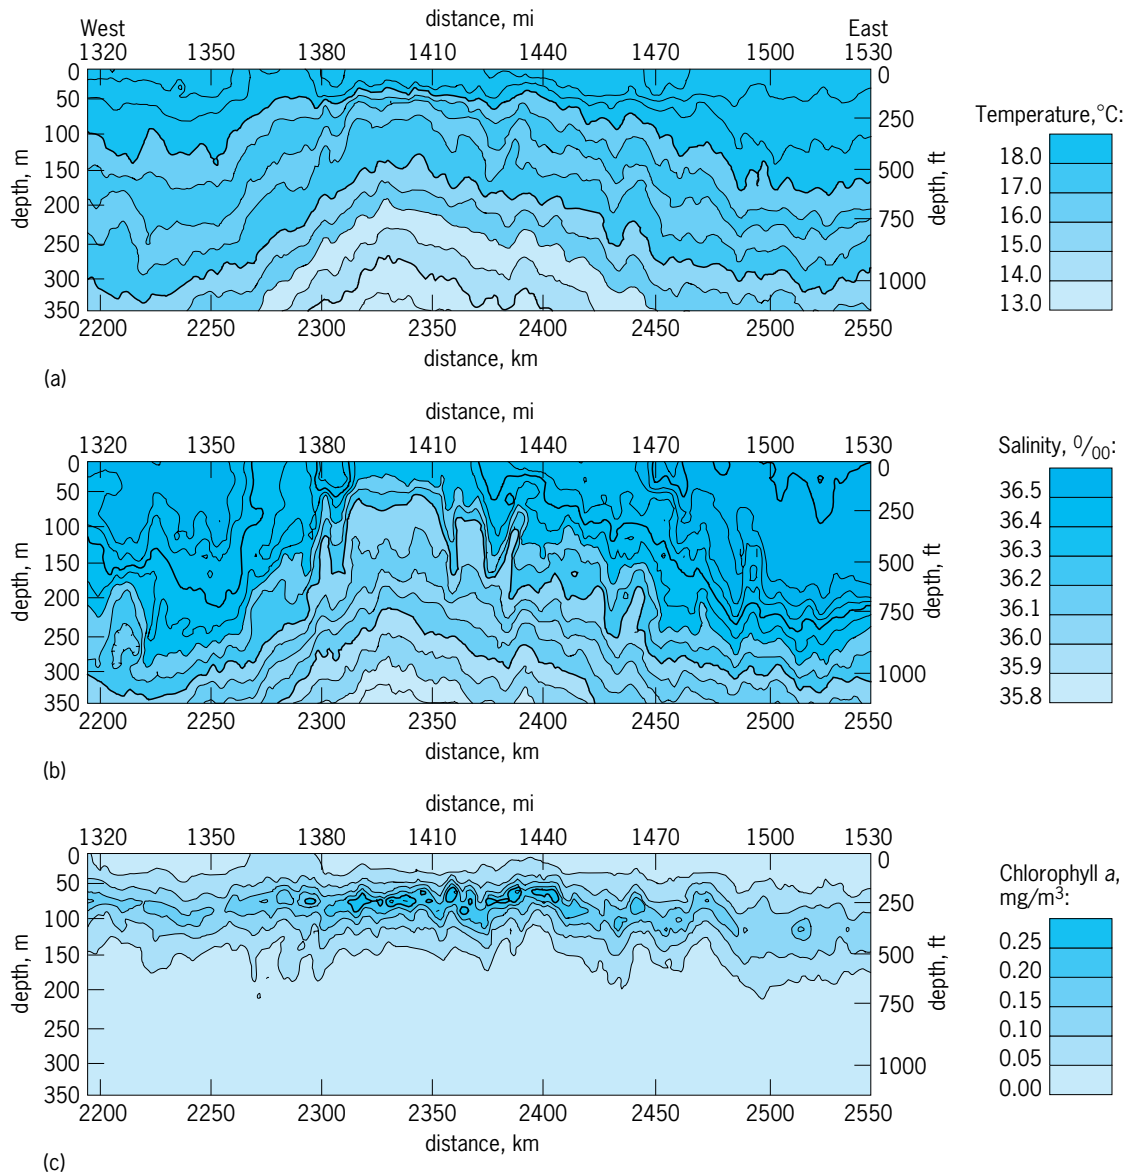 distance, mi
West East
1320 1350 1380 1410 1440 1470 1500 1530
0 0
50
250
100
150 500
200
750
250
300 1000
350
depth, m
depth, ft
2200 2250 2300 2350 2400 2450 2500 2550
distance, km
Temperature,°C:
18.0
17.0
16.0
15.0
14.0
13.0
(a)
distance, mi
1320 1350 1380 1410 1440 1470 1500 1530
0 0
50
250
100
150 500
200
750
250
300 1000
350
depth, m
depth, ft
2200 2250 2300 2350 2400 2450 2500 2550
distance, km
Salinity, 0/00:
36.5
36.4
36.3
36.2
36.1
36.0
35.9
35.8
(b)
distance, mi
1320 1350 1380 1410 1440 1470 1500 1530
0 0
50
250
100
150 500
200
750
250
300 1000
350
depth, m
depth, ft
2200 2250 2300 2350 2400 2450 2500 2550
distance, km
Chlorophyll a,
mg/m3:
0.25
0.20
0.15
0.10
0.05
0.00
(c)